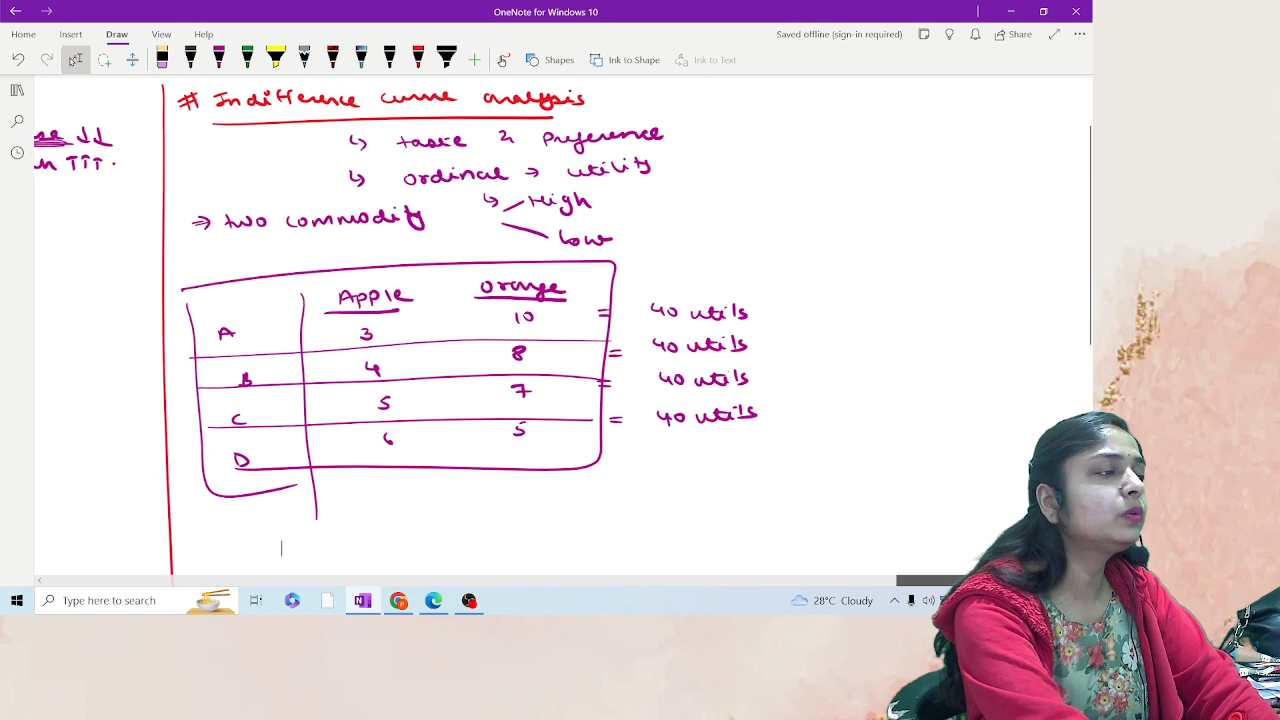 OneNote for Windows 10
Home Insert Draw View Help
Saved offline (sign-in required)
Share
Shapes
Ink to Shape
Ink to Text
# Indifference curve analysis
↳ taste & Preference
↳ ordinal → utility
↳ High
Low
⇒ two commodity
↓↓
↑↑↑.
Apple Orange
A 3 10 = 40 utils
B 4 8 = 40 utils
C 5 7 = 40 utils
D 6 5 = 40 utils
Type here to search
28°C Cloudy